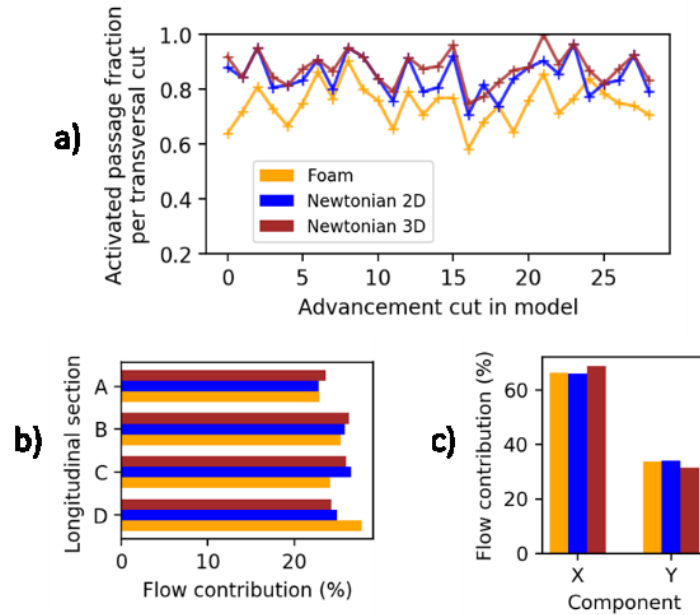 a)
Activated passage fraction
per transversal cut
1.0
0.8
0.6
0.4
0.2
Foam
Newtonian 2D
Newtonian 3D
0 5 10 15 20 25
Advancement cut in model
b)
Longitudinal section
A
B
C
D
0 10 20
Flow contribution (%)
c)
Flow contribution (%)
60
40
20
0
X Y
Component